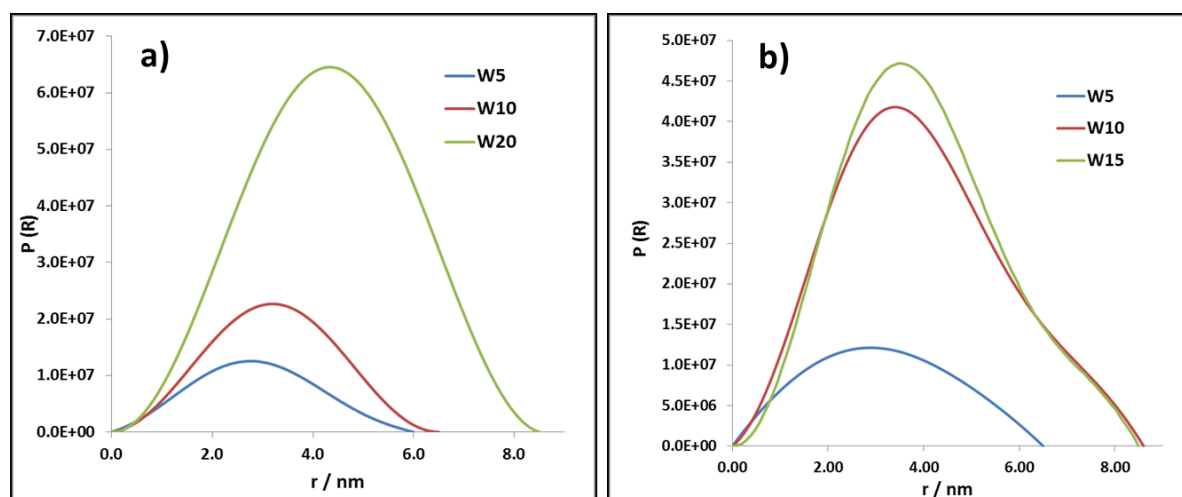 a)
7.0E+07
6.0E+07
5.0E+07
4.0E+07
3.0E+07
2.0E+07
1.0E+07
0.0E+00
P (R)
W5
W10
W20
0.0 2.0 4.0 6.0 8.0
r / nm
b)
5.0E+07
4.5E+07
4.0E+07
3.5E+07
3.0E+07
2.5E+07
2.0E+07
1.5E+07
1.0E+07
5.0E+06
0.0E+00
P (R)
W5
W10
W15
0.00 2.00 4.00 6.00 8.00
r / nm